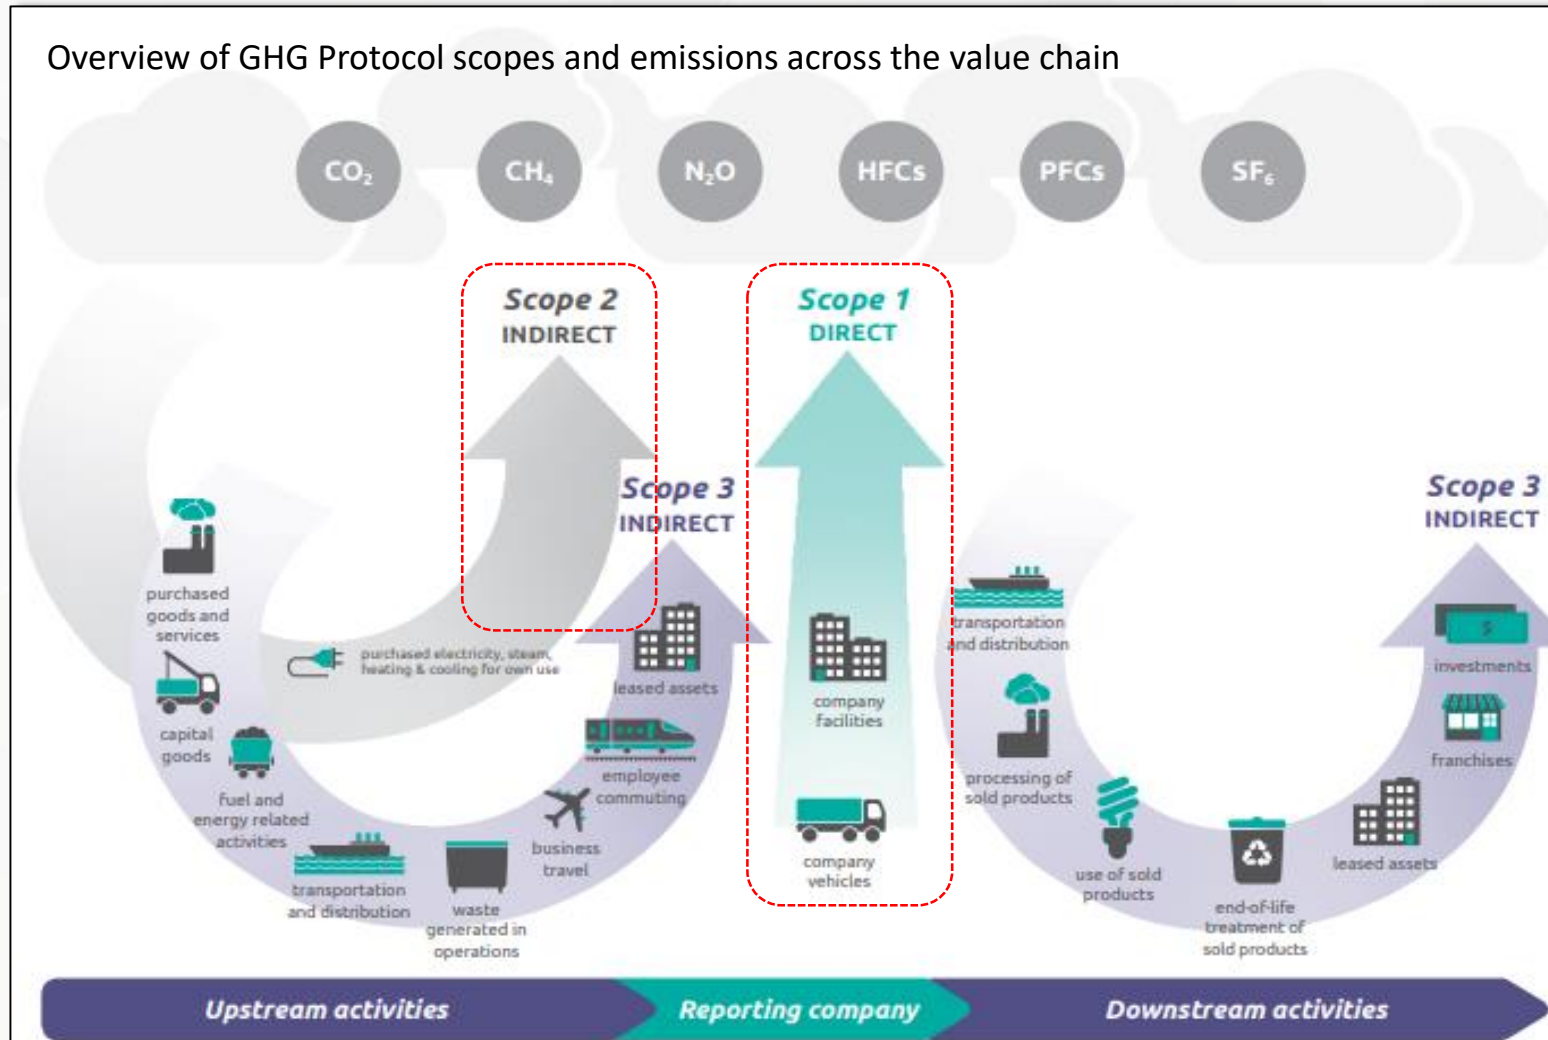 Overview of GHG Protocol scopes and emissions across the value chain
CO₂
CH₄
N₂O
HFCs
PFCs
SF₆
Scope 2
INDIRECT
Scope 1
DIRECT
Scope 3
INDIRECT
Scope 3
INDIRECT
purchased
goods and
services
capital
goods
fuel and
energy related
activities
transportation
and distribution
waste
generated in
operations
business
travel
employee
commuting
leased assets
purchased electricity, steam,
heating & cooling for own use
company
facilities
company
vehicles
transportation
and distribution
processing of
sold products
use of sold
products
end-of-life
treatment of
sold products
leased assets
franchises
investments
$
Upstream activities
Reporting company
Downstream activities